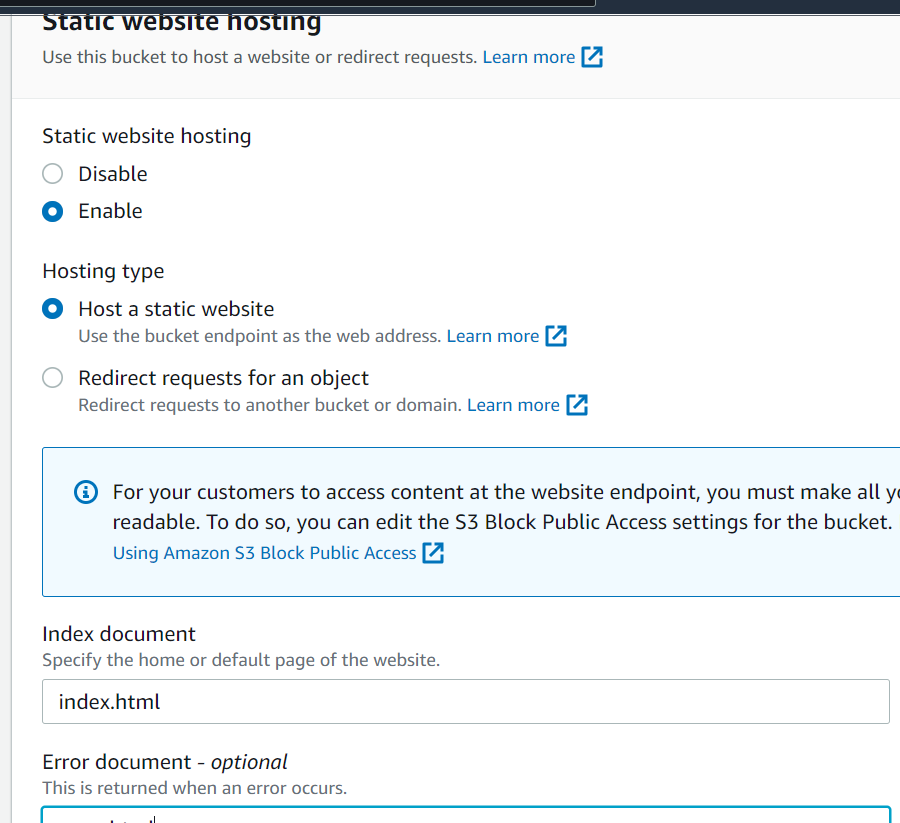 Static website hosting
Use this bucket to host a website or redirect requests. Learn more
Static website hosting
Disable
Enable
Hosting type
Host a static website
Use the bucket endpoint as the web address. Learn more
Redirect requests for an object
Redirect requests to another bucket or domain. Learn more
For your customers to access content at the website endpoint, you must make all
readable. To do so, you can edit the S3 Block Public Access settings for the bucket.
Using Amazon S3 Block Public Access
Index document
Specify the home or default page of the website.
index.html
Error document - optional
This is returned when an error occurs.